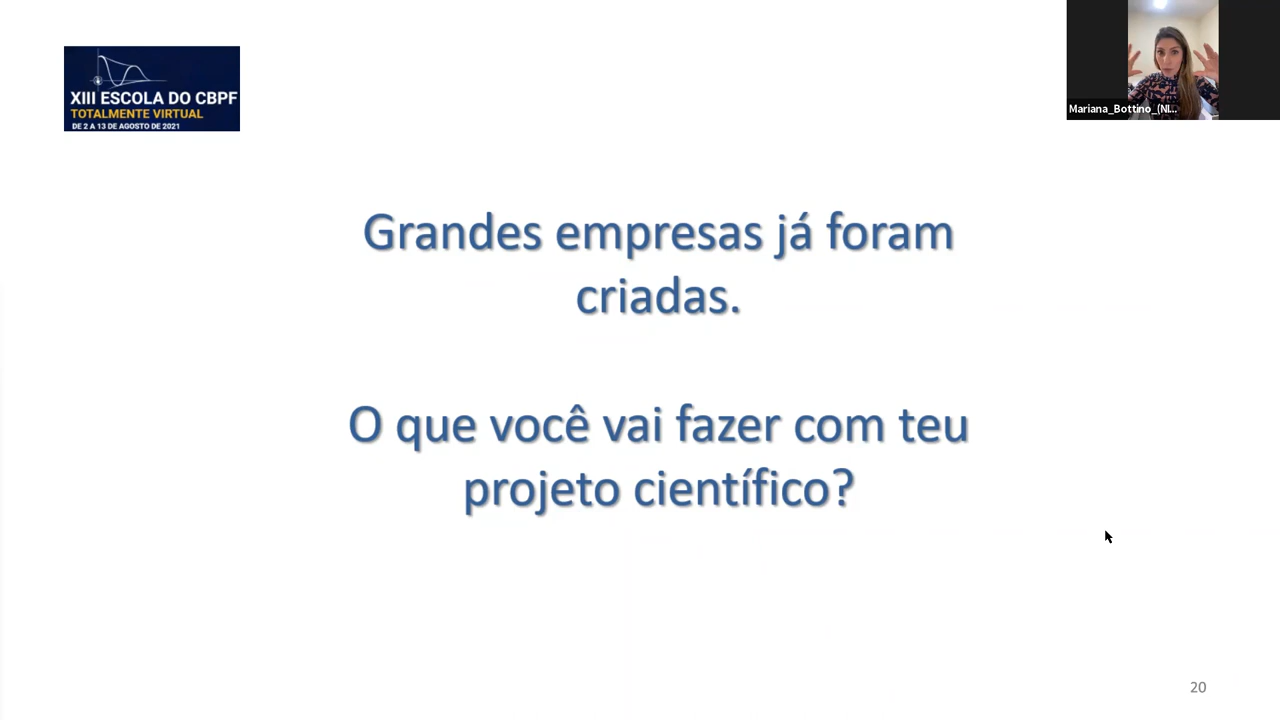 XIII ESCOLA DO CBPF
TOTALMENTE VIRTUAL
DE 2 A 13 DE AGOSTO DE 2021
Mariana_Bottino_(NI...
Grandes empresas já foram
criadas.
O que você vai fazer com teu
projeto científico?
20